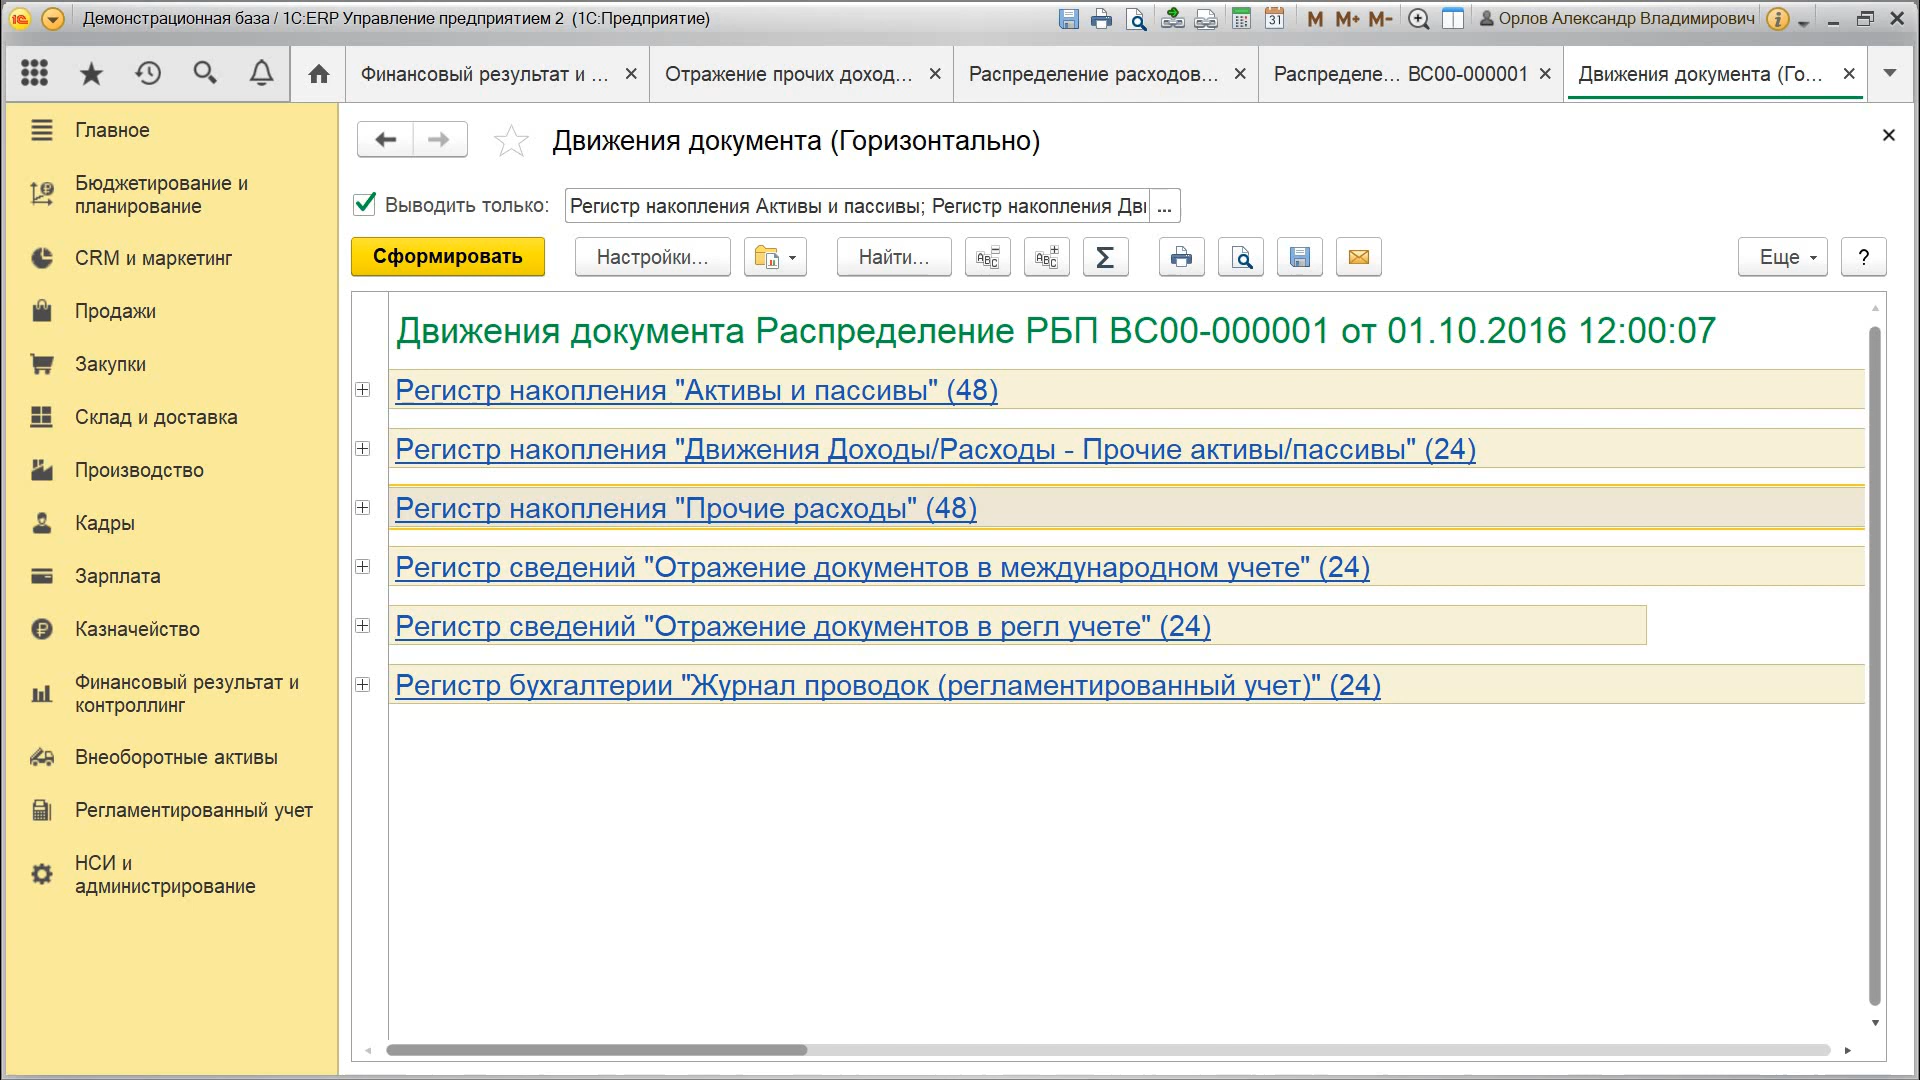 Демонстрационная база / 1С:ERP Управление предприятием 2 (1С:Предприятие)
M M+ M- Орлов Александр Владимирович
Финансовый результат и ...
Отражение прочих доход...
Распределение расходов...
Распределе... ВС00-000001
Движения документа (Го...
Главное
Бюджетирование и
планирование
CRM и маркетинг
Продажи
Закупки
Склад и доставка
Производство
Кадры
Зарплата
Казначейство
Финансовый результат и
контроллинг
Внеоборотные активы
Регламентированный учет
НСИ и
администрирование
Движения документа (Горизонтально)
Выводить только: Регистр накопления Активы и пассивы; Регистр накопления Дви ...
Сформировать Настройки... Найти... Σ Еще ?
Движения документа Распределение РБП ВС00-000001 от 01.10.2016 12:00:07
Регистр накопления "Активы и пассивы" (48)
Регистр накопления "Движения Доходы/Расходы - Прочие активы/пассивы" (24)
Регистр накопления "Прочие расходы" (48)
Регистр сведений "Отражение документов в международном учете" (24)
Регистр сведений "Отражение документов в регл учете" (24)
Регистр бухгалтерии "Журнал проводок (регламентированный учет)" (24)